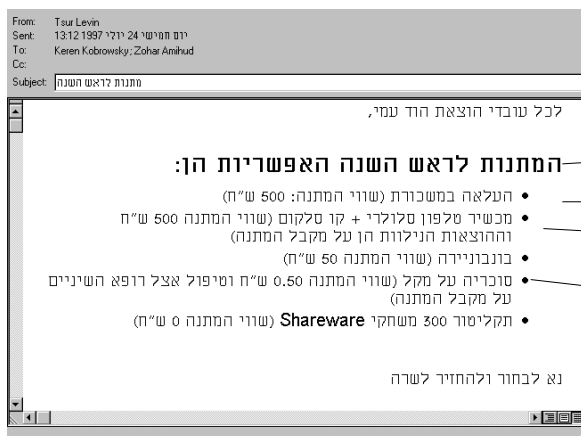 From: Tsur Levin
Sent: יום חמישי 24 יולי 1997 13:12
To: Keren Kobrowsky; Zohar Amihud
Cc:
Subject: מתנות לראש השנה
לכל עובדי הוצאת הוד עמי,
המתנות לראש השנה האפשריות הן:
• העלאה במשכורת (שווי המתנה: 500 ש"ח)
• מכשיר טלפון סלולרי + קו סלקום (שווי המתנה 500 ש"ח
וההוצאות הנילוות הן על מקבל המתנה)
• בונבוניירה (שווי המתנה 50 ש"ח)
• סוכריה על מקל (שווי המתנה 0.50 ש"ח וטיפול אצל רופא השיניים
על מקבל המתנה)
• תקליטור 300 משחקי Shareware (שווי המתנה 0 ש"ח)
נא לבחור ולהחזיר לשרה